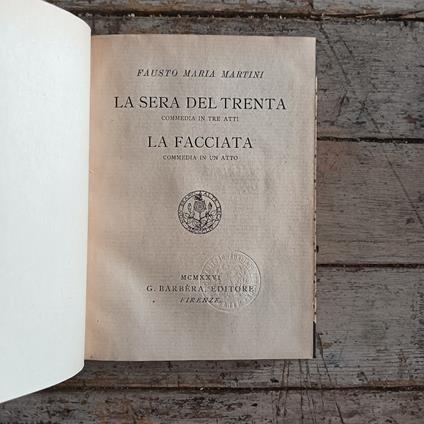 FAUSTO MARIA MARTINI
LA SERA DEL TRENTA
COMMEDIA IN TRE ATTI
LA FACCIATA
COMMEDIA IN UN ATTO
MCMXXVI
G. BARBÈRA, EDITORE
FIRENZE